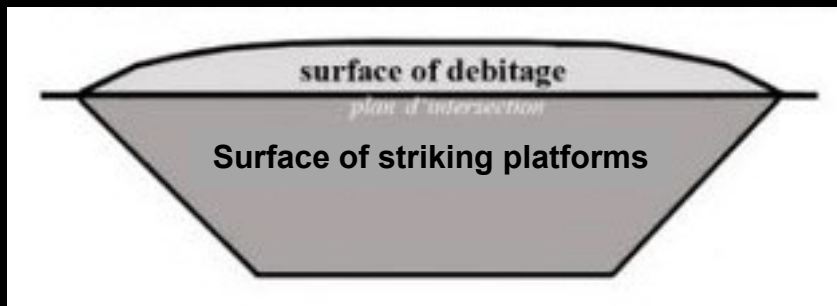 surface of debitage
plan d'intersection
Surface of striking platforms